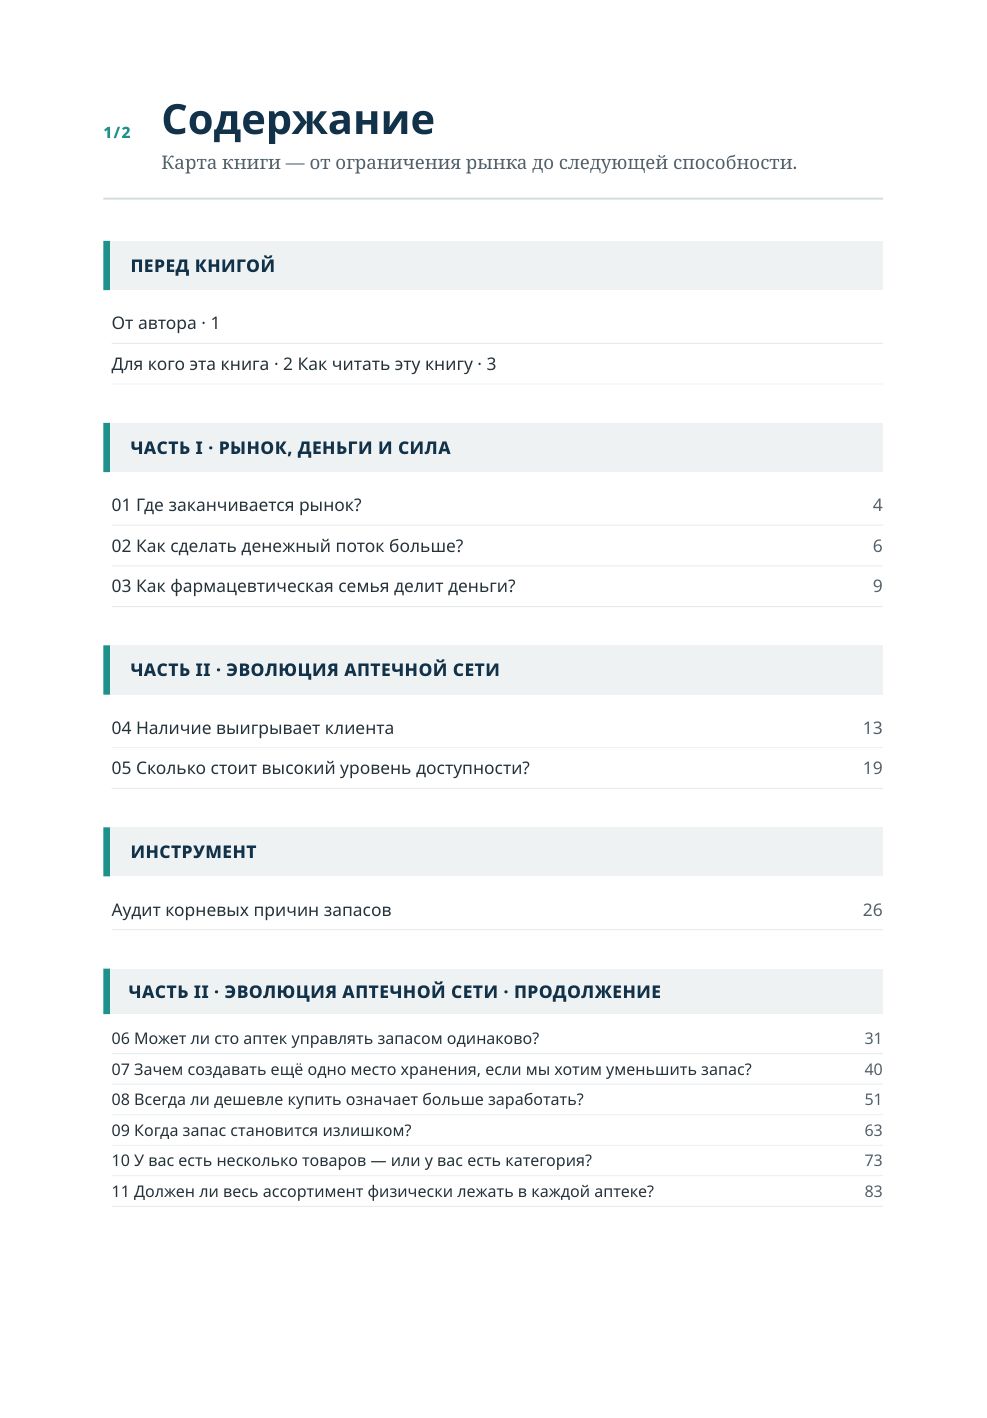 1/2
Содержание
Карта книги — от ограничения рынка до следующей способности.
ПЕРЕД КНИГОЙ
От автора · 1
Для кого эта книга · 2 Как читать эту книгу · 3
ЧАСТЬ I · РЫНОК, ДЕНЬГИ И СИЛА
01 Где заканчивается рынок? 4
02 Как сделать денежный поток больше? 6
03 Как фармацевтическая семья делит деньги? 9
ЧАСТЬ II · ЭВОЛЮЦИЯ АПТЕЧНОЙ СЕТИ
04 Наличие выигрывает клиента 13
05 Сколько стоит высокий уровень доступности? 19
ИНСТРУМЕНТ
Аудит корневых причин запасов 26
ЧАСТЬ II · ЭВОЛЮЦИЯ АПТЕЧНОЙ СЕТИ · ПРОДОЛЖЕНИЕ
06 Может ли сто аптек управлять запасом одинаково? 31
07 Зачем создавать ещё одно место хранения, если мы хотим уменьшить запас? 40
08 Всегда ли дешевле купить означает больше заработать? 51
09 Когда запас становится излишком? 63
10 У вас есть несколько товаров — или у вас есть категория? 73
11 Должен ли весь ассортимент физически лежать в каждой аптеке? 83